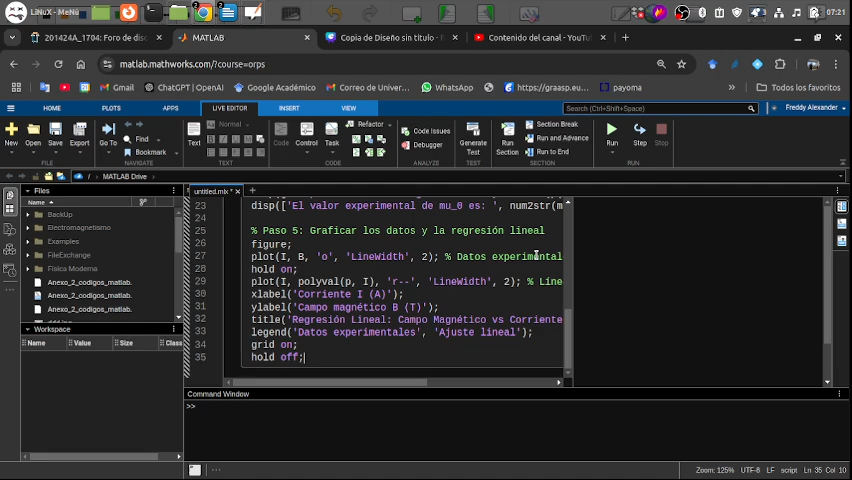 LiNuX - MeNú
07:21
201424A_1704: Foro de disc
MATLAB
Copia de Diseño sin título -
Contenido del canal - YouTub
matlab.mathworks.com/?course=orps
Gmail
ChatGPT | OpenAI
Google Académico
Correo de Univer...
WhatsApp
https://graasp.eu/...
payoma
Todos los favoritos
HOME
PLOTS
APPS
LIVE EDITOR
INSERT
VIEW
Search (Ctrl+Shift+Space)
Freddy Alexander
New
Open
Save
Export
Go To
Find
Bookmark
Text
Normal
Code
Control
Task
Refactor
Code Issues
Debugger
Generate Test
Run Section
Section Break
Run and Advance
Run to End
Run
Step
Stop
FILE
NAVIGATE
TEXT
CODE
ANALYZE
TEST
SECTION
RUN
/ MATLAB Drive
Files
Name
BackUp
Electromagnetismo
Examples
FileExchange
Física Moderna
Anexo_2_codigos_matlab.
Anexo_2_codigos_matlab.
Anexo_2_codigos_matlab.
Workspace
Name
Value
Size
Class
untitled.mlx *
23 disp(['El valor experimental de mu_0 es: ', num2str(m
24
25 % Paso 5: Graficar los datos y la regresión lineal
26 figure;
27 plot(I, B, 'o', 'LineWidth', 2); % Datos experimental
28 hold on;
29 plot(I, polyval(p, I), 'r--', 'LineWidth', 2); % Líne
30 xlabel('Corriente I (A)');
31 ylabel('Campo magnético B (T)');
32 title('Regresión Lineal: Campo Magnético vs Corriente
33 legend('Datos experimentales', 'Ajuste lineal');
34 grid on;
35 hold off;
Command Window
>>
Zoom: 125%
UTF-8
LF
script
Ln 35 Col 10